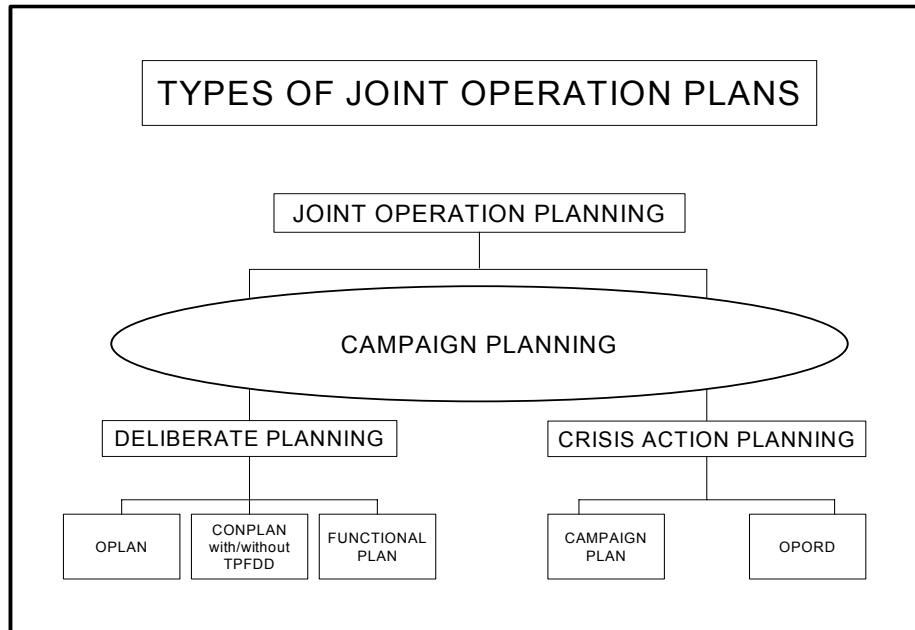 TYPES OF JOINT OPERATION PLANS
JOINT OPERATION PLANNING
CAMPAIGN PLANNING
DELIBERATE PLANNING
CRISIS ACTION PLANNING
OPLAN
CONPLAN
with/without
TPFDD
FUNCTIONAL
PLAN
CAMPAIGN
PLAN
OPORD